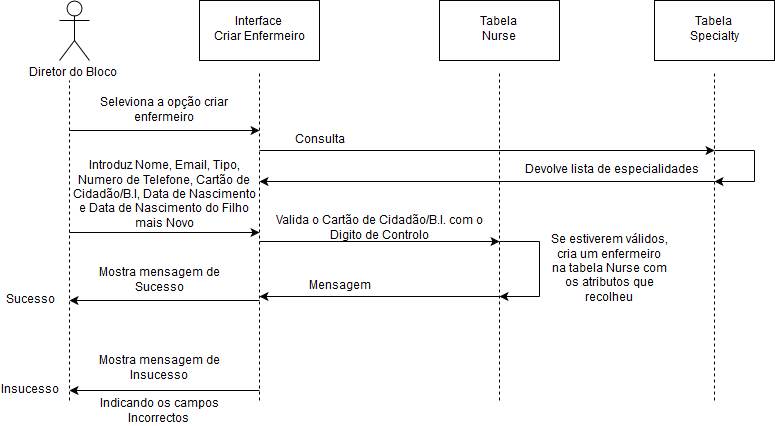 Interface
Criar Enfermeiro
Tabela
Nurse
Tabela
Specialty
Diretor do Bloco
Seleviona a opção criar
enfermeiro
Consulta
Devolve lista de especialidades
Introduz Nome, Email, Tipo,
Numero de Telefone, Cartão de
Cidadão/B.I, Data de Nascimento
e Data de Nascimento do Filho
mais Novo
Valida o Cartão de Cidadão/B.I. com o
Digito de Controlo
Se estiverem válidos,
cria um enfermeiro
na tabela Nurse com
os atributos que
recolheu
Mensagem
Mostra mensagem de
Sucesso
Sucesso
Mostra mensagem de
Insucesso
Insucesso
Indicando os campos
Incorrectos